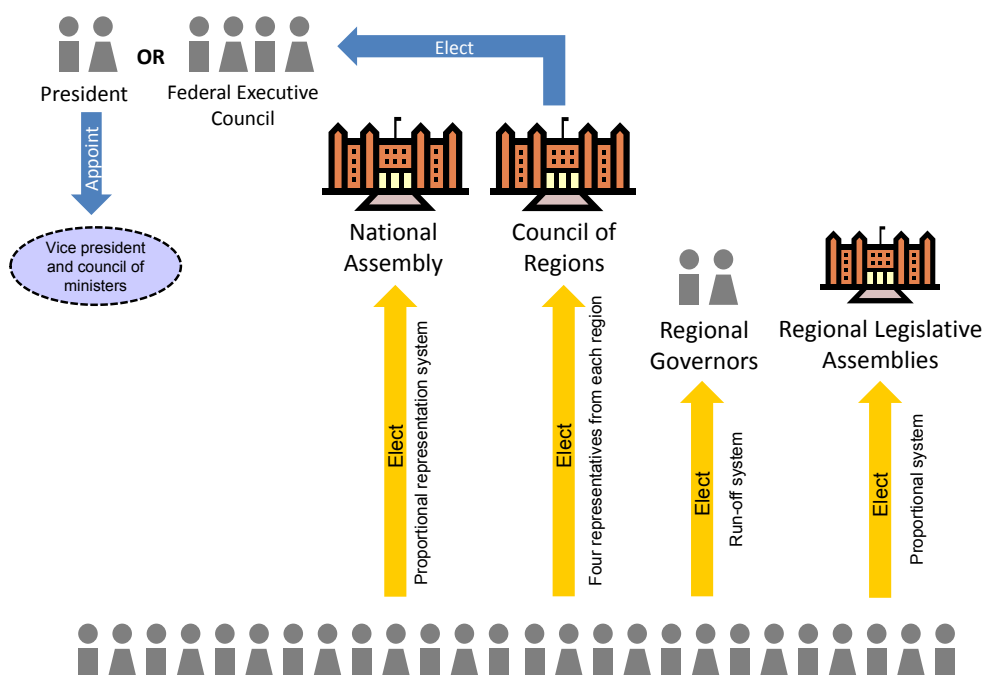 Elect
OR
President
Federal Executive
Council
Appoint
Vice president
and council of
ministers
National
Assembly
Council of
Regions
Regional
Governors
Regional Legislative
Assemblies
Elect
Proportional representation system
Elect
Four representatives from each region
Elect
Run-off system
Elect
Proportional system